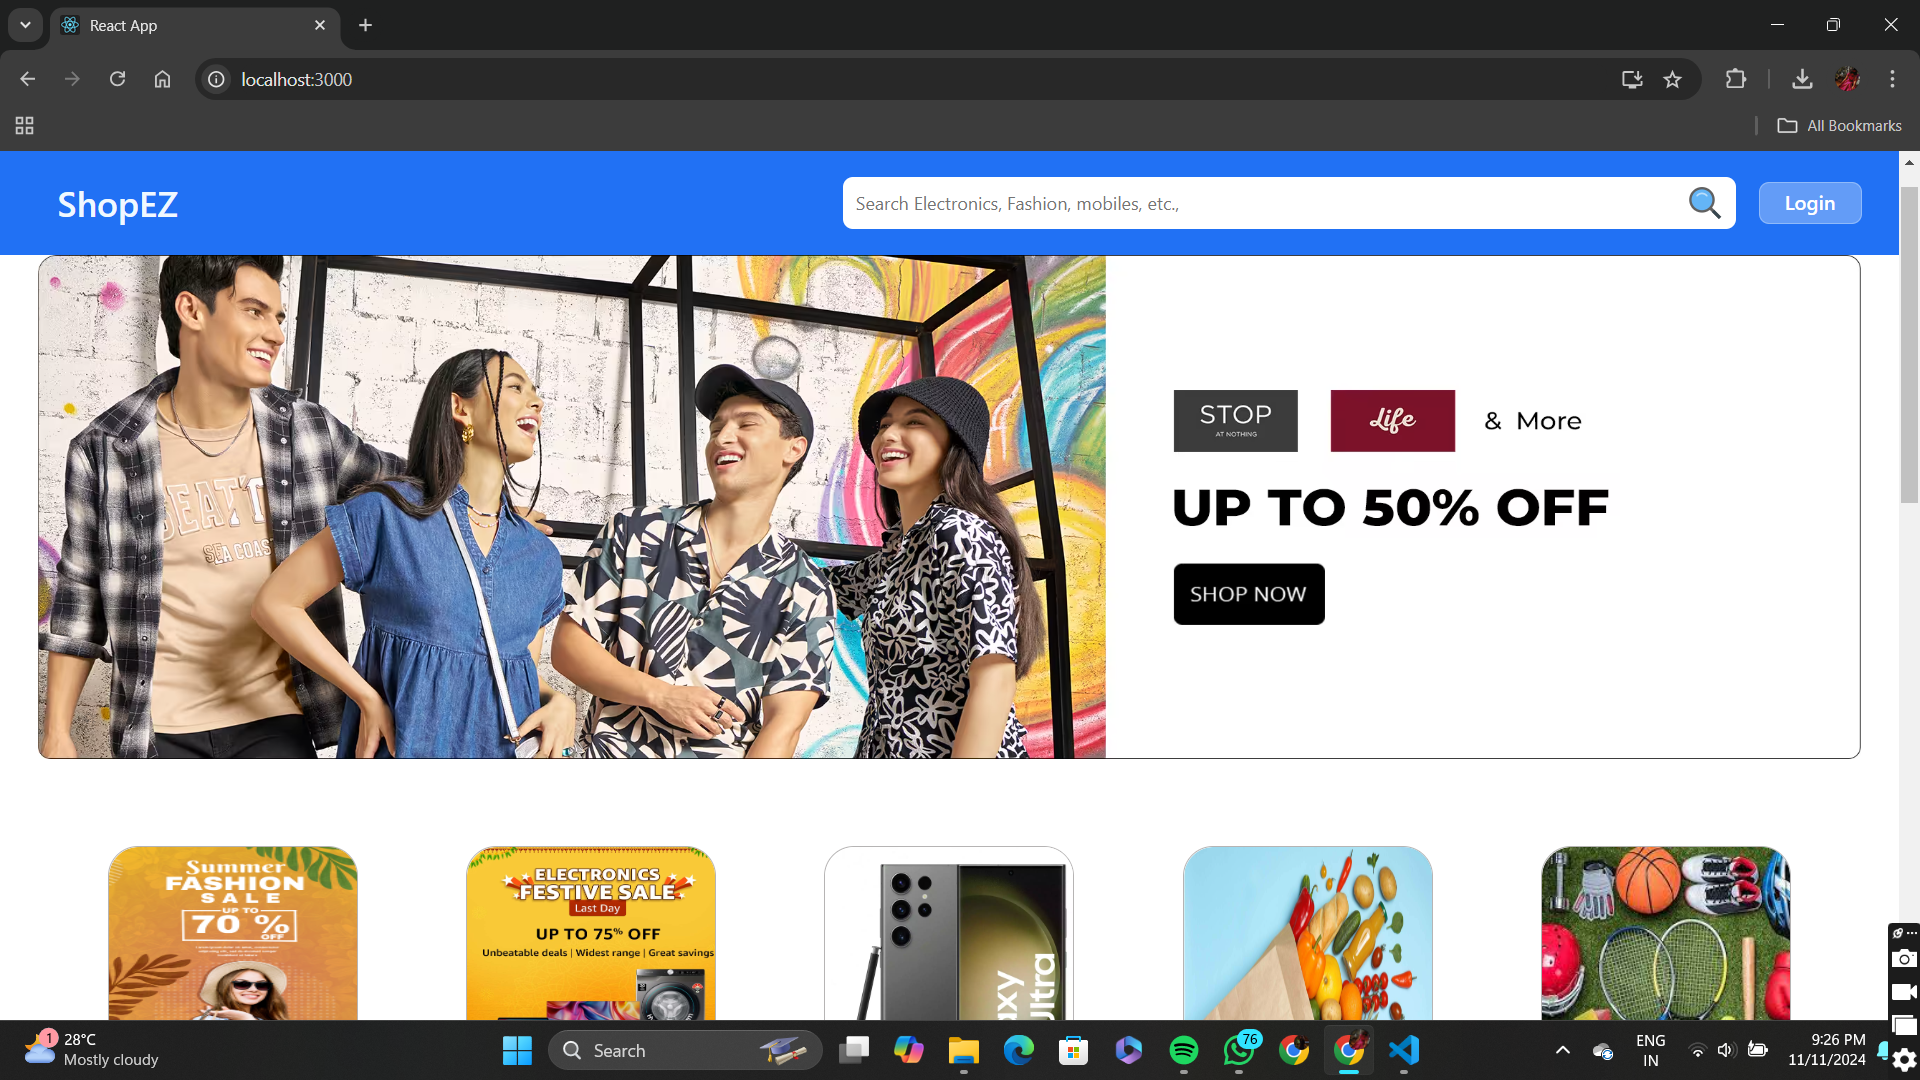 React App
localhost:3000
All Bookmarks
ShopEZ
Search Electronics, Fashion, mobiles, etc.,
Login
STOP
AT NOTHING
Life
& More
UP TO 50% OFF
SHOP NOW
BEAT'T
SEA COAS
Summer
FASHION
SALE
UP TO
70 %
OFF
ELECTRONICS
FESTIVE SALE
Last Day
UP TO 75% OFF
Unbeatable deals | Widest range | Great savings
axy
Ultra
1
28°C
Mostly cloudy
Search
76
ENG
IN
9:26 PM
11/11/2024